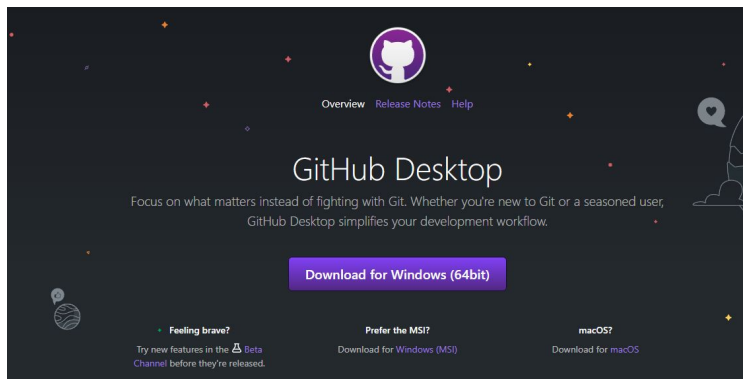 Overview Release Notes Help
GitHub Desktop
Focus on what matters instead of fighting with Git. Whether you're new to Git or a seasoned user,
GitHub Desktop simplifies your development workflow.
Download for Windows (64bit)
Feeling brave?
Try new features in the Beta
Channel before they're released.
Prefer the MSI?
Download for Windows (MSI)
macOS?
Download for macOS